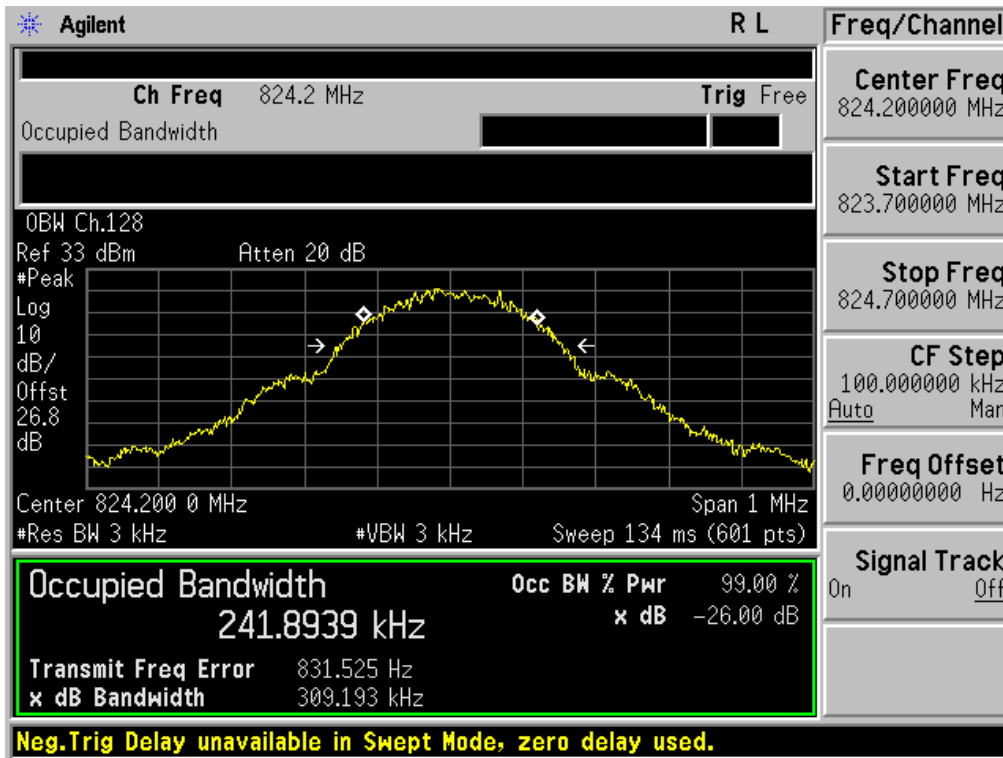 Agilent R L Freq/Channel
Ch Freq 824.2 MHz Trig Free
Occupied Bandwidth
Center Freq
824.200000 MHz
Start Freq
823.700000 MHz
Stop Freq
824.700000 MHz
CF Step
100.000000 kHz
Auto Man
Freq Offset
0.00000000 Hz
Signal Track
On Off
OBW Ch.128
Ref 33 dBm Atten 20 dB
#Peak
Log
10
dB/
Offst
26.8
dB
Center 824.200 0 MHz Span 1 MHz
#Res BW 3 kHz #VBW 3 kHz Sweep 134 ms (601 pts)
Occupied Bandwidth Occ BW % Pwr 99.00 %
241.8939 kHz x dB -26.00 dB
Transmit Freq Error 831.525 Hz
x dB Bandwidth 309.193 kHz
Neg.Trig Delay unavailable in Swept Mode, zero delay used.